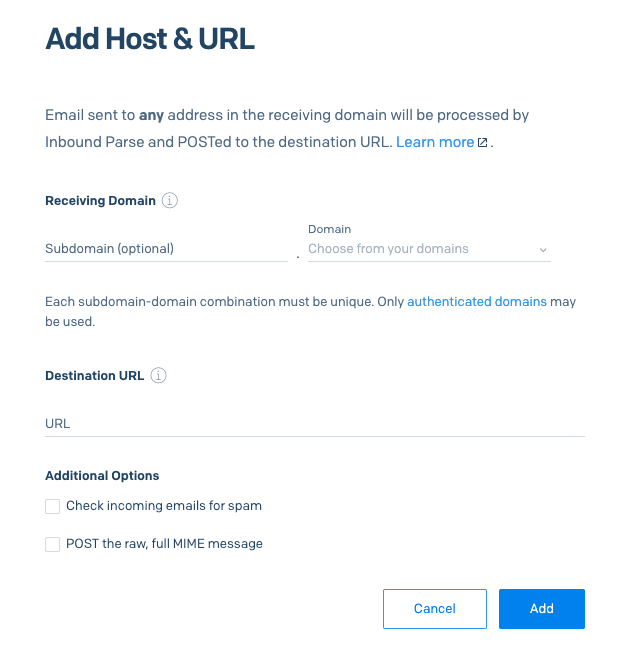 Add Host & URL
Email sent to any address in the receiving domain will be processed by
Inbound Parse and POSTed to the destination URL. Learn more.
Receiving Domain
Domain
Subdomain (optional) . Choose from your domains
Each subdomain-domain combination must be unique. Only authenticated domains may
be used.
Destination URL
URL
Additional Options
Check incoming emails for spam
POST the raw, full MIME message
Cancel Add